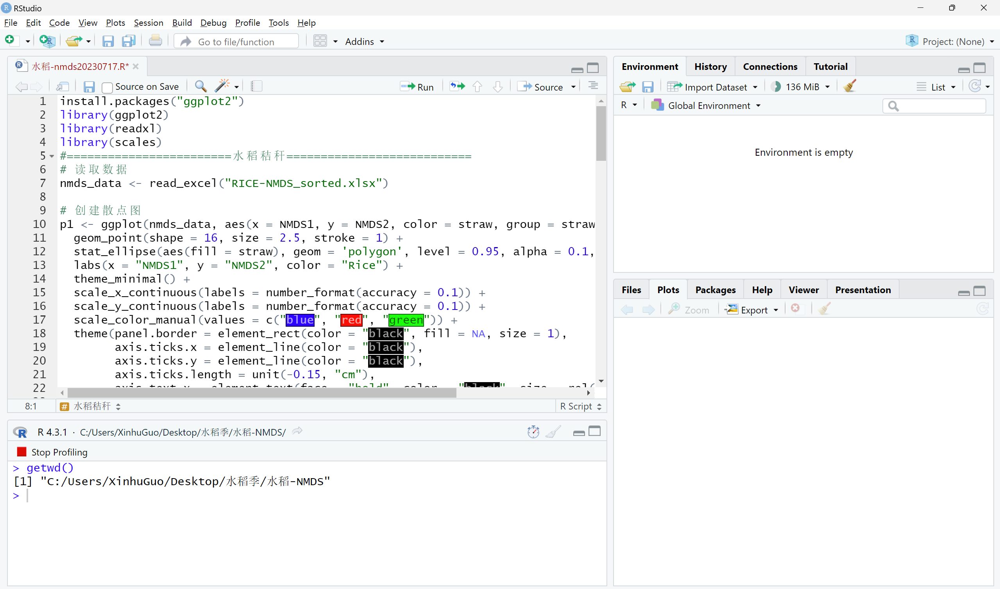 RStudio
File Edit Code View Plots Session Build Debug Profile Tools Help
Go to file/function Addins Project: (None)
水稻-nmds20230717.R*
Source on Save Run Source
1 install.packages("ggplot2")
2 library(ggplot2)
3 library(readxl)
4 library(scales)
5 #========================水稻秸秆===========================
6 # 读取数据
7 nmds_data <- read_excel("RICE-NMDS_sorted.xlsx")
8
9 # 创建散点图
10 p1 <- ggplot(nmds_data, aes(x = NMDS1, y = NMDS2, color = straw, group = straw
11 geom_point(shape = 16, size = 2.5, stroke = 1) +
12 stat_ellipse(aes(fill = straw), geom = 'polygon', level = 0.95, alpha = 0.1,
13 labs(x = "NMDS1", y = "NMDS2", color = "Rice") +
14 theme_minimal() +
15 scale_x_continuous(labels = number_format(accuracy = 0.1)) +
16 scale_y_continuous(labels = number_format(accuracy = 0.1)) +
17 scale_color_manual(values = c("blue", "red", "green")) +
18 theme(panel.border = element_rect(color = "black", fill = NA, size = 1),
19 axis.ticks.x = element_line(color = "black"),
20 axis.ticks.y = element_line(color = "black"),
21 axis.ticks.length = unit(-0.15, "cm"),
22 axis.text.x = element_text(face = "bold", color = "black", size = rel(
8:1 水稻秸秆 R Script
R 4.3.1 · C:/Users/XinhuGuo/Desktop/水稻季/水稻-NMDS/
Stop Profiling
> getwd()
[1] "C:/Users/XinhuGuo/Desktop/水稻季/水稻-NMDS"
>
Environment History Connections Tutorial
Import Dataset 136 MiB List
R Global Environment
Environment is empty
Files Plots Packages Help Viewer Presentation
Zoom Export